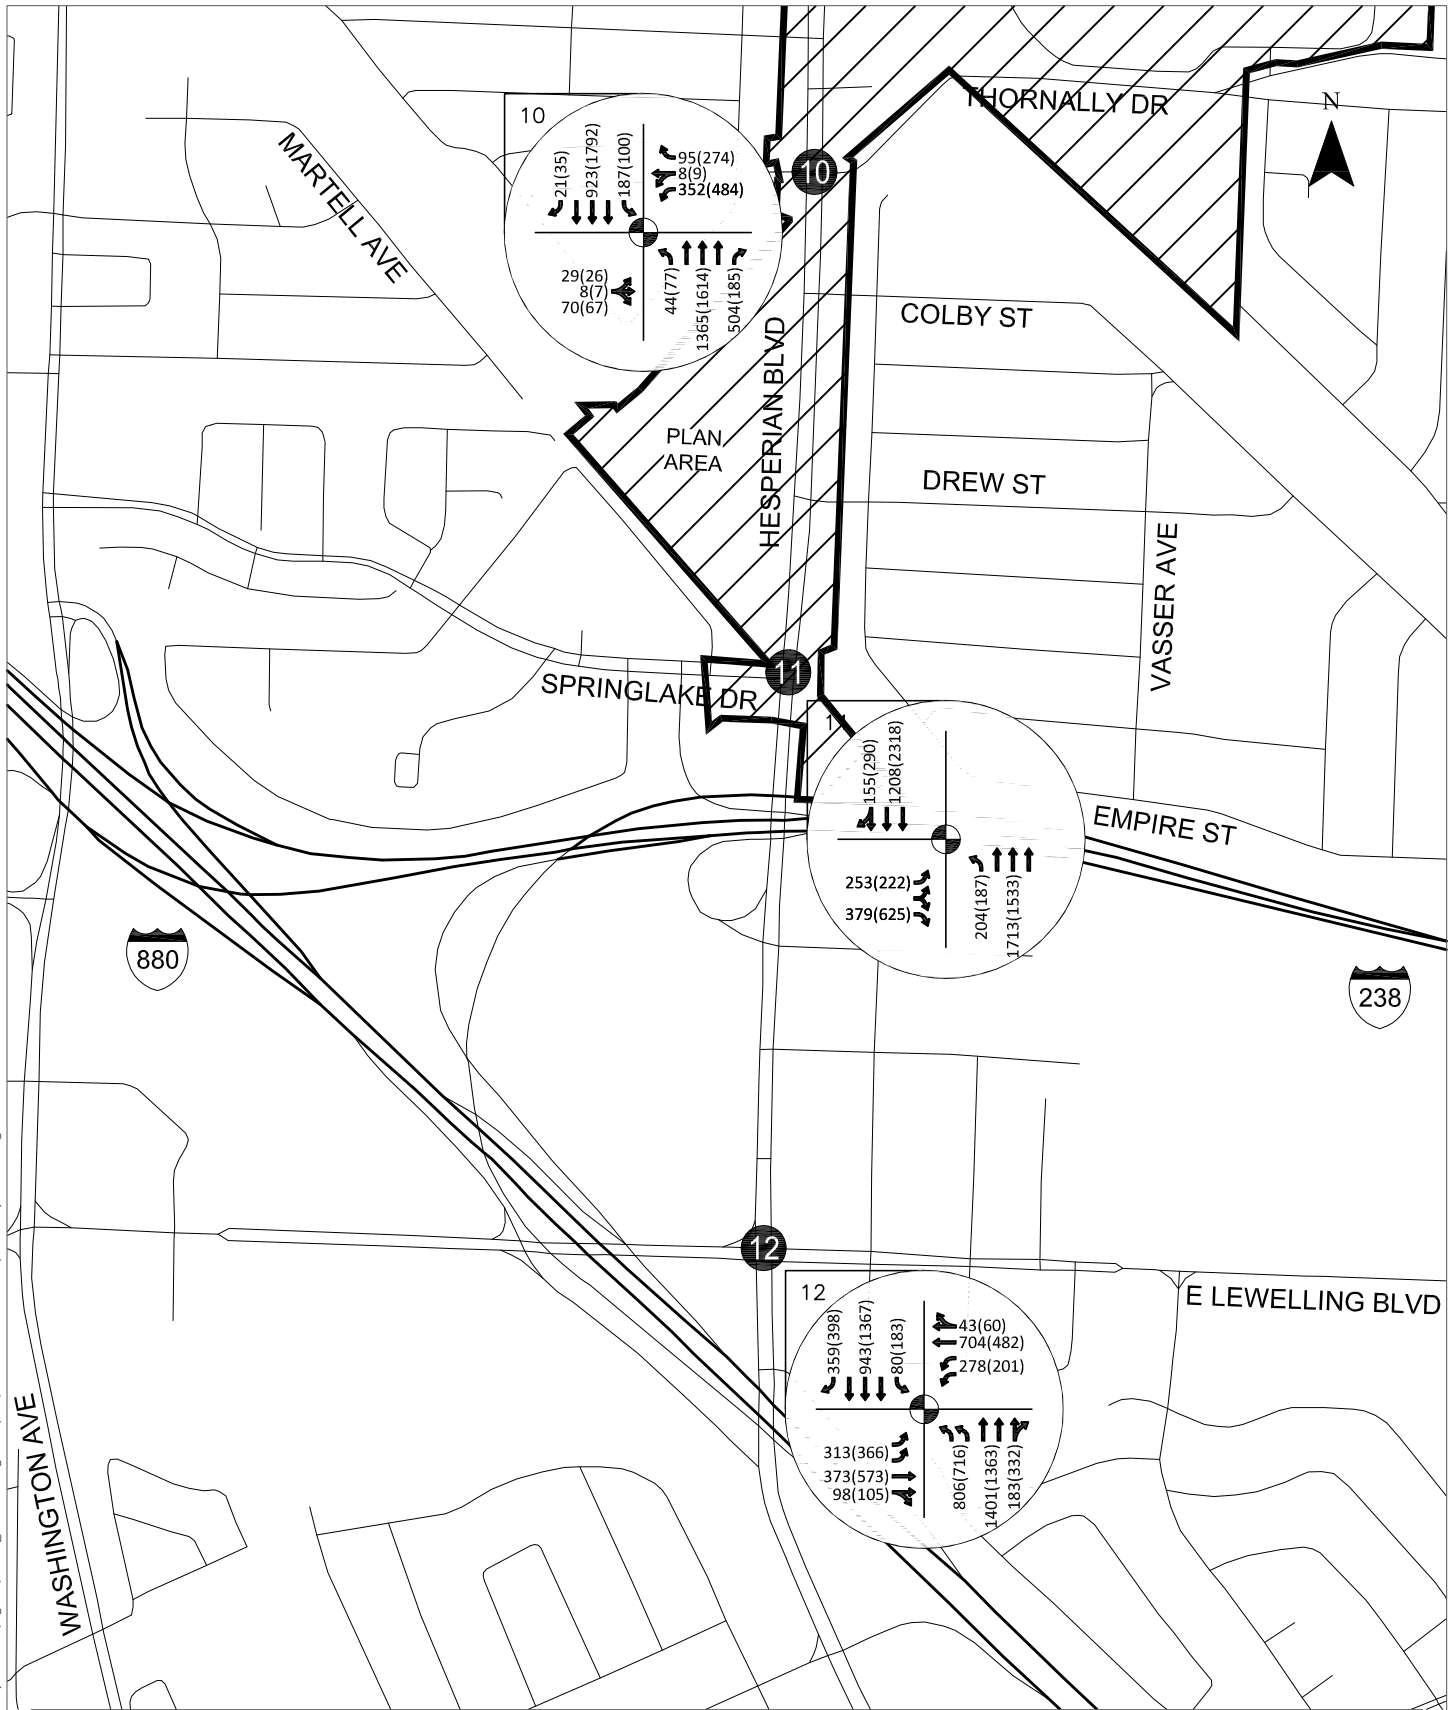 THORNALLY DR
N
10
21(35)
923(1792)
187(100)
95(274)
8(9)
352(484)
29(26)
8(7)
70(67)
44(77)
1365(1614)
504(185)
10
MARTELL AVE
COLBY ST
HESPERIAN BLVD
PLAN
AREA
DREW ST
VASSER AVE
11
SPRINGLAKE DR
11
155(290)
1208(2318)
253(222)
379(625)
204(187)
1713(1533)
EMPIRE ST
880
238
12
E LEWELLING BLVD
12
359(398)
943(1367)
80(183)
43(60)
704(482)
278(201)
313(366)
373(573)
98(105)
806(716)
1401(1363)
183(332)
WASHINGTON AVE